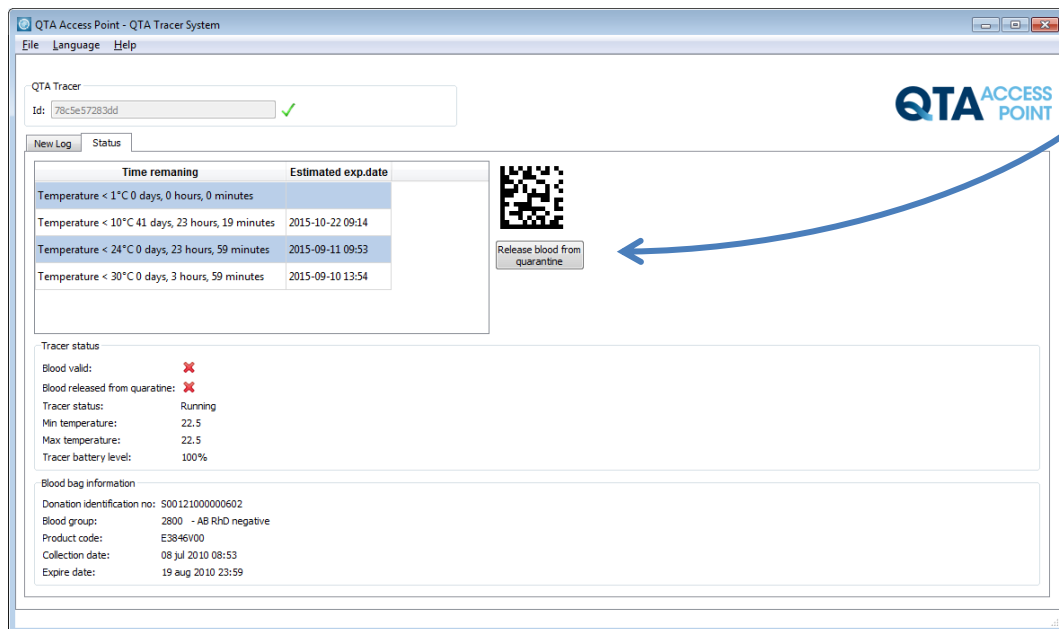 QTA Access Point - QTA Tracer System
File Language Help
QTA Tracer
Id: 78c5e57283dd
QTA ACCESS POINT
New Log Status
Time remaning Estimated exp.date
Temperature < 1°C 0 days, 0 hours, 0 minutes
Temperature < 10°C 41 days, 23 hours, 19 minutes 2015-10-22 09:14
Temperature < 24°C 0 days, 23 hours, 59 minutes 2015-09-11 09:53
Temperature < 30°C 0 days, 3 hours, 59 minutes 2015-09-10 13:54
Release blood from
quarantine
Tracer status
Blood valid:
Blood released from quaratine:
Tracer status: Running
Min temperature: 22.5
Max temperature: 22.5
Tracer battery level: 100%
Blood bag information
Donation identification no: S00121000000602
Blood group: 2800 - AB RhD negative
Product code: E3846V00
Collection date: 08 jul 2010 08:53
Expire date: 19 aug 2010 23:59